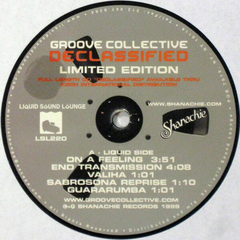 GROOVE COLLECTIVE
DECLASSIFIED
LIMITED EDITION
LIQUID SOUND LOUNGE
LSL220
WWW.SHANACHIE.COM
Shanachie
A - LIQUID SIDE
ON A FEELING 3:51
END TRANSMISSION 4:08
VALIHA 1:01
SABROSONA REPRISE 1:10
GUARARUMBA 1:01
WWW.GROOVECOLLECTIVE.COM
SHANACHIE RECORDS 1999